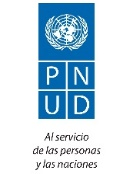 P N
U D
Al servicio
de las personas
y las naciones